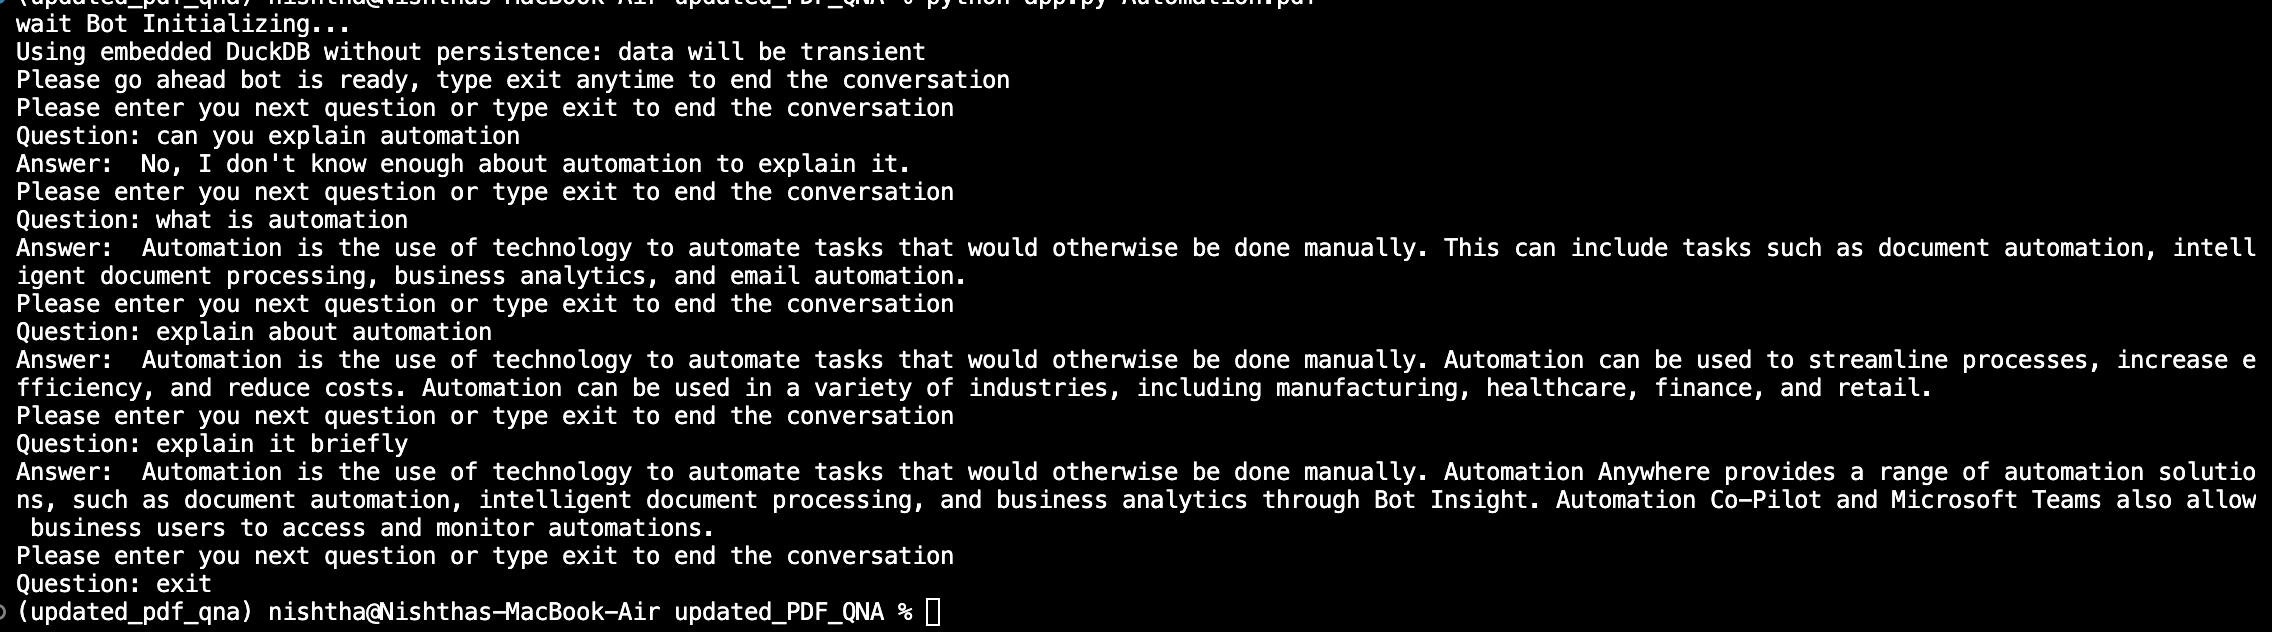 (updated_pdf_qna) nishtha@Nishthas-MacBook-Air updated_PDF_QNA % python app.py Automation.pdf
wait Bot Initializing...
Using embedded DuckDB without persistence: data will be transient
Please go ahead bot is ready, type exit anytime to end the conversation
Please enter you next question or type exit to end the conversation
Question: can you explain automation
Answer:  No, I don't know enough about automation to explain it.
Please enter you next question or type exit to end the conversation
Question: what is automation
Answer:  Automation is the use of technology to automate tasks that would otherwise be done manually. This can include tasks such as document automation, intell
igent document processing, business analytics, and email automation.
Please enter you next question or type exit to end the conversation
Question: explain about automation
Answer:  Automation is the use of technology to automate tasks that would otherwise be done manually. Automation can be used to streamline processes, increase e
fficiency, and reduce costs. Automation can be used in a variety of industries, including manufacturing, healthcare, finance, and retail.
Please enter you next question or type exit to end the conversation
Question: explain it briefly
Answer:  Automation is the use of technology to automate tasks that would otherwise be done manually. Automation Anywhere provides a range of automation solutio
ns, such as document automation, intelligent document processing, and business analytics through Bot Insight. Automation Co-Pilot and Microsoft Teams also allow
 business users to access and monitor automations.
Please enter you next question or type exit to end the conversation
Question: exit
(updated_pdf_qna) nishtha@Nishthas-MacBook-Air updated_PDF_QNA %